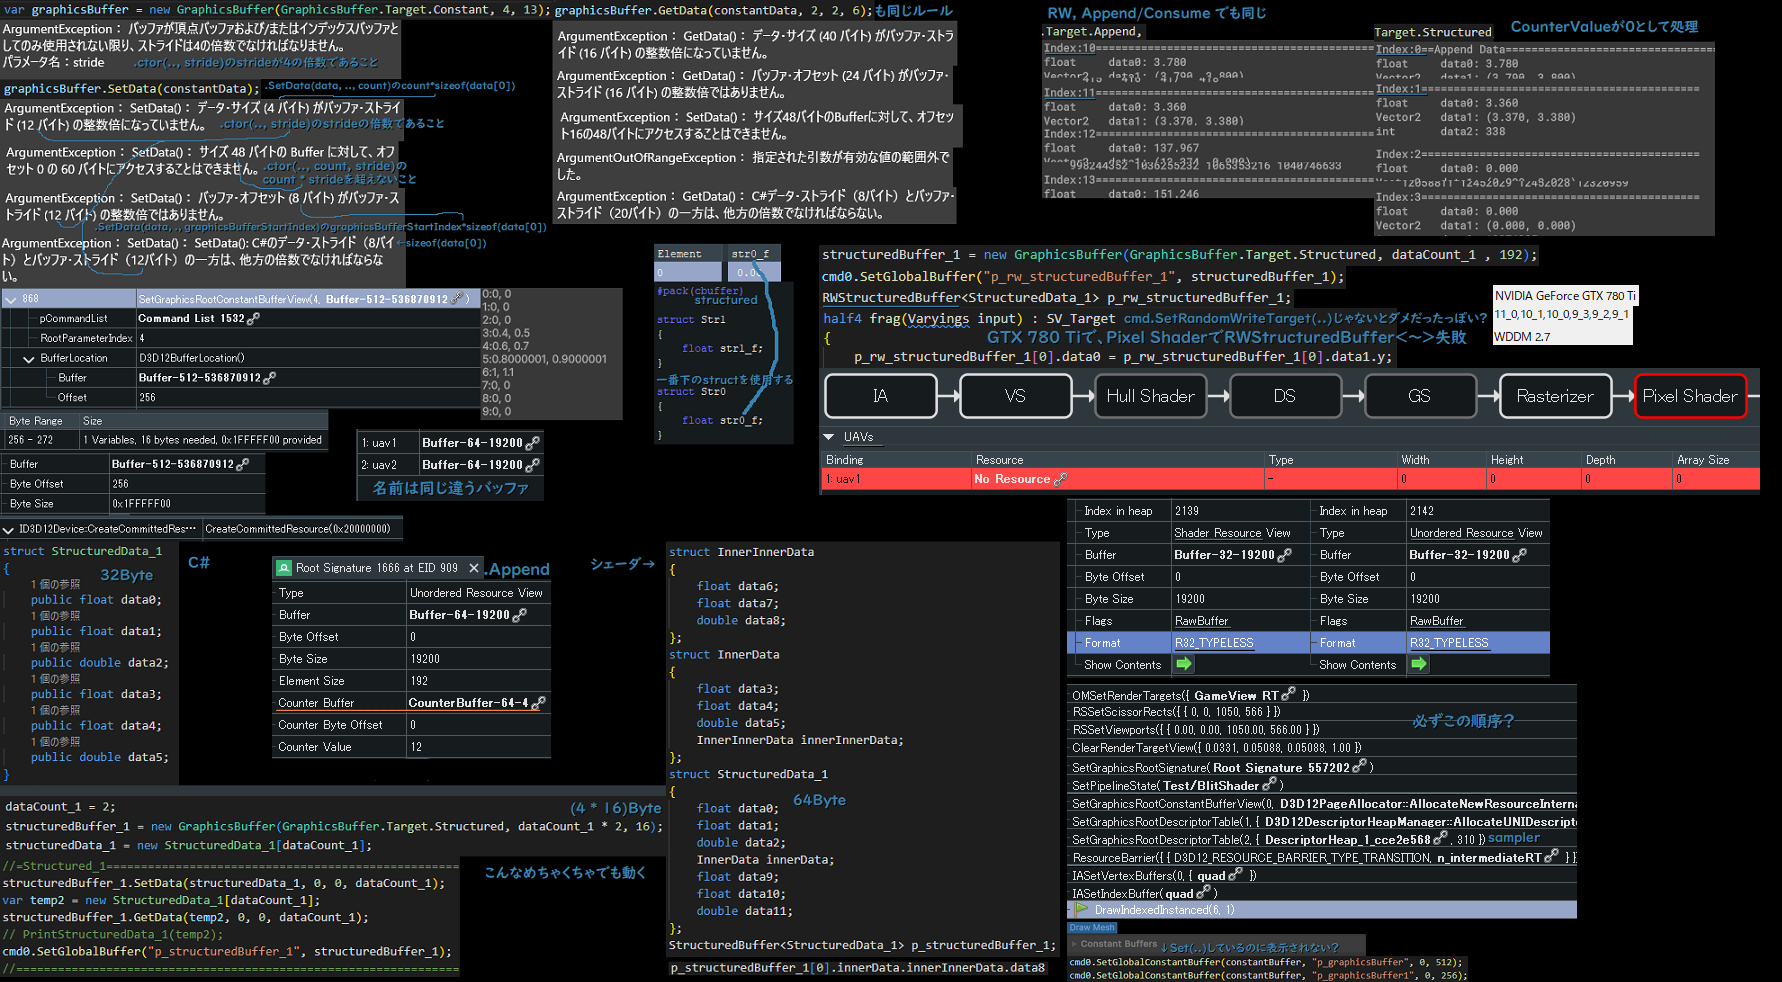 var graphicsBuffer = new GraphicsBuffer(GraphicsBuffer.Target.Constant, 4, 13);
ArgumentException： バッファが頂点バッファおよび/またはインデックスバッファと
してのみ使用されない限り、ストライドは4の倍数でなければなりません。
パラメータ名：stride
.ctor(.., stride)のstrideが4の倍数であること
graphicsBuffer.SetData(constantData);
.SetData(data, .., count)のcount*sizeof(data[0])
ArgumentException： SetData()： データ・サイズ (4 バイト) がバッファ・ストライ
ド (12 バイト) の整数倍になっていません。
.ctor(.., stride)のstrideの倍数であること
ArgumentException： SetData()： サイズ 48 バイトの Buffer に対して、オフ
セット 0 の 60 バイトにアクセスすることはできません。
.ctor(.., count, stride)の
count * strideを超えないこと
ArgumentException： SetData()： バッファ・オフセット (8 バイト) がバッファ・ス
トライド (12 バイト) の整数倍ではありません。
.SetData(data, .., graphicsBufferStartIndex)のgraphicsBufferStartIndex*sizeof(data[0])
ArgumentException： SetData()： SetData(): C#のデータ・ストライド（8バイ
ト）とバッファ・ストライド（12バイト）の一方は、他方の倍数でなければならな
い。
←sizeof(data[0])
graphicsBuffer.GetData(constantData, 2, 2, 6);も同じルール
ArgumentException： GetData()： データ・サイズ (40 バイト) がバッファ・ストラ
イド (16 バイト) の整数倍になっていません。
ArgumentException： GetData()： バッファ・オフセット (24 バイト) がバッファ・
ストライド (16 バイト) の整数倍ではありません。
ArgumentException： SetData()： サイズ48バイトのBufferに対して、オフセッ
ト16の48バイトにアクセスすることはできません。
ArgumentOutOfRangeException： 指定された引数が有効な値の範囲外で
した。
ArgumentException： GetData()： C#データ・ストライド（8バイト）とバッファ・
ストライド（20バイト）の一方は、他方の倍数でなければならない。
RW, Append/Consume でも同じ
.Target.Append,
Index:10
float data0: 3.780
Index:11
float data0: 3.360
Vector2 data1: (3.370, 3.380)
Index:12
float data0: 137.967
Index:13
float data0: 151.246
Target.Structured
CounterValueが0として処理
Index:0==Append Data
float data0: 3.780
Vector2 data1: (3.790, 3.800)
Index:1
float data0: 3.360
Vector2 data1: (3.370, 3.380)
int data2: 338
Index:2
float data0: 0.000
Index:3
float data0: 0.000
Vector2 data1: (0.000, 0.000)
868 SetGraphicsRootConstantBufferView(4, Buffer-512-536870912 )
pCommandList Command List 1532
RootParameterIndex 4
BufferLocation D3D12BufferLocation()
Buffer Buffer-512-536870912
Offset 256
0:0, 0
1:0, 0
2:0, 0
3:0.4, 0.5
4:0.6, 0.7
5:0.8000001, 0.9000001
6:1, 1.1
7:0, 0
8:0, 0
9:0, 0
Byte Range Size
256 - 272 1 Variables, 16 bytes needed, 0x1FFFFF00 provided
Buffer Buffer-512-536870912
Byte Offset 256
Byte Size 0x1FFFFF00
ID3D12Device:CreateCommittedRes… CreateCommittedResource(0x20000000)
1: uav1 Buffer-64-19200
2: uav2 Buffer-64-19200
名前は同じ違うバッファ
Element str0_f
0
#pack(cbuffer)
structured
struct Str1
{
float str1_f;
}
一番下のstructを使用する
struct Str0
{
float str0_f;
}
structuredBuffer_1 = new GraphicsBuffer(GraphicsBuffer.Target.Structured, dataCount_1 , 192);
cmd0.SetGlobalBuffer("p_rw_structuredBuffer_1", structuredBuffer_1);
RWStructuredBuffer<StructuredData_1> p_rw_structuredBuffer_1;
half4 frag(Varyings input) : SV_Target cmd.SetRandomWriteTarget(..)じゃないとダメだったっぽい?
{
GTX 780 Tiで、Pixel ShaderでRWStructuredBuffer<~>失敗
p_rw_structuredBuffer_1[0].data0 = p_rw_structuredBuffer_1[0].data1.y;
NVIDIA GeForce GTX 780 Ti
11_0,10_1,10_0,9_3,9_2,9_1
WDDM 2.7
IA VS Hull Shader DS GS Rasterizer Pixel Shader
UAVs
Binding Resource Type Width Height Depth Array Size
1: uav1 No Resource - 0 0 0 0
Index in heap 2139 Index in heap 2142
Type Shader Resource View Type Unordered Resource View
Buffer Buffer-32-19200 Buffer Buffer-32-19200
Byte Offset 0 Byte Offset 0
Byte Size 19200 Byte Size 19200
Flags RawBuffer Flags RawBuffer
Format R32_TYPELESS Format R32_TYPELESS
Show Contents Show Contents
struct StructuredData_1
{
32Byte
C#
1 個の参照
public float data0;
1 個の参照
public float data1;
1 個の参照
public double data2;
1 個の参照
public float data3;
1 個の参照
public float data4;
1 個の参照
public double data5;
}
Root Signature 1666 at EID 909 ✕ .Append
Type Unordered Resource View
Buffer Buffer-64-19200
Byte Offset 0
Byte Size 19200
Element Size 192
Counter Buffer CounterBuffer-64-4
Counter Byte Offset 0
Counter Value 12
シェーダ→
struct InnerInnerData
{
float data6;
float data7;
double data8;
};
struct InnerData
{
float data3;
float data4;
double data5;
InnerInnerData innerInnerData;
};
struct StructuredData_1
{
64Byte
float data0;
float data1;
double data2;
InnerData innerData;
float data9;
float data10;
double data11;
};
StructuredBuffer<StructuredData_1> p_structuredBuffer_1;
p_structuredBuffer_1[0].innerData.innerInnerData.data8
dataCount_1 = 2;
(4 * 16)Byte
structuredBuffer_1 = new GraphicsBuffer(GraphicsBuffer.Target.Structured, dataCount_1 * 2, 16);
structuredData_1 = new StructuredData_1[dataCount_1];
//=Structured_1==================================================
structuredBuffer_1.SetData(structuredData_1, 0, 0, dataCount_1);
var temp2 = new StructuredData_1[dataCount_1];
structuredBuffer_1.GetData(temp2, 0, 0, dataCount_1);
// PrintStructuredData_1(temp2);
cmd0.SetGlobalBuffer("p_structuredBuffer_1", structuredBuffer_1);
//===============================================================
こんなめちゃくちゃでも動く
OMSetRenderTargets({ GameView RT })
RSSetScissorRects({ { 0, 0, 1050, 566 } })
必ずこの順序?
RSSetViewports({ { 0.00, 0.00, 1050.00, 566.00 } })
ClearRenderTargetView({ 0.0331, 0.05088, 0.05088, 1.00 })
SetGraphicsRootSignature( Root Signature 557202 )
SetPipelineState( Test/BlitShader )
SetGraphicsRootConstantBufferView(0, D3D12PageAllocator::AllocateNewResourceInterna
SetGraphicsRootDescriptorTable(1, { D3D12DescriptorHeapManager::AllocateUNIDescript
SetGraphicsRootDescriptorTable(2, { DescriptorHeap_1_cce2e568 , 310 }) sampler
ResourceBarrier({ { D3D12_RESOURCE_BARRIER_TYPE_TRANSITION, n_intermediateRT } }
IASetVertexBuffers(0, { quad })
IASetIndexBuffer( quad )
DrawIndexedInstanced(6, 1)
Draw Mesh
Constant Buffers ↓Set(..)しているのに表示されない?
cmd0.SetGlobalConstantBuffer(constantBuffer, "p_graphicsBuffer", 0, 512);
cmd0.SetGlobalConstantBuffer(constantBuffer, "p_graphicsBuffer1", 0, 256);